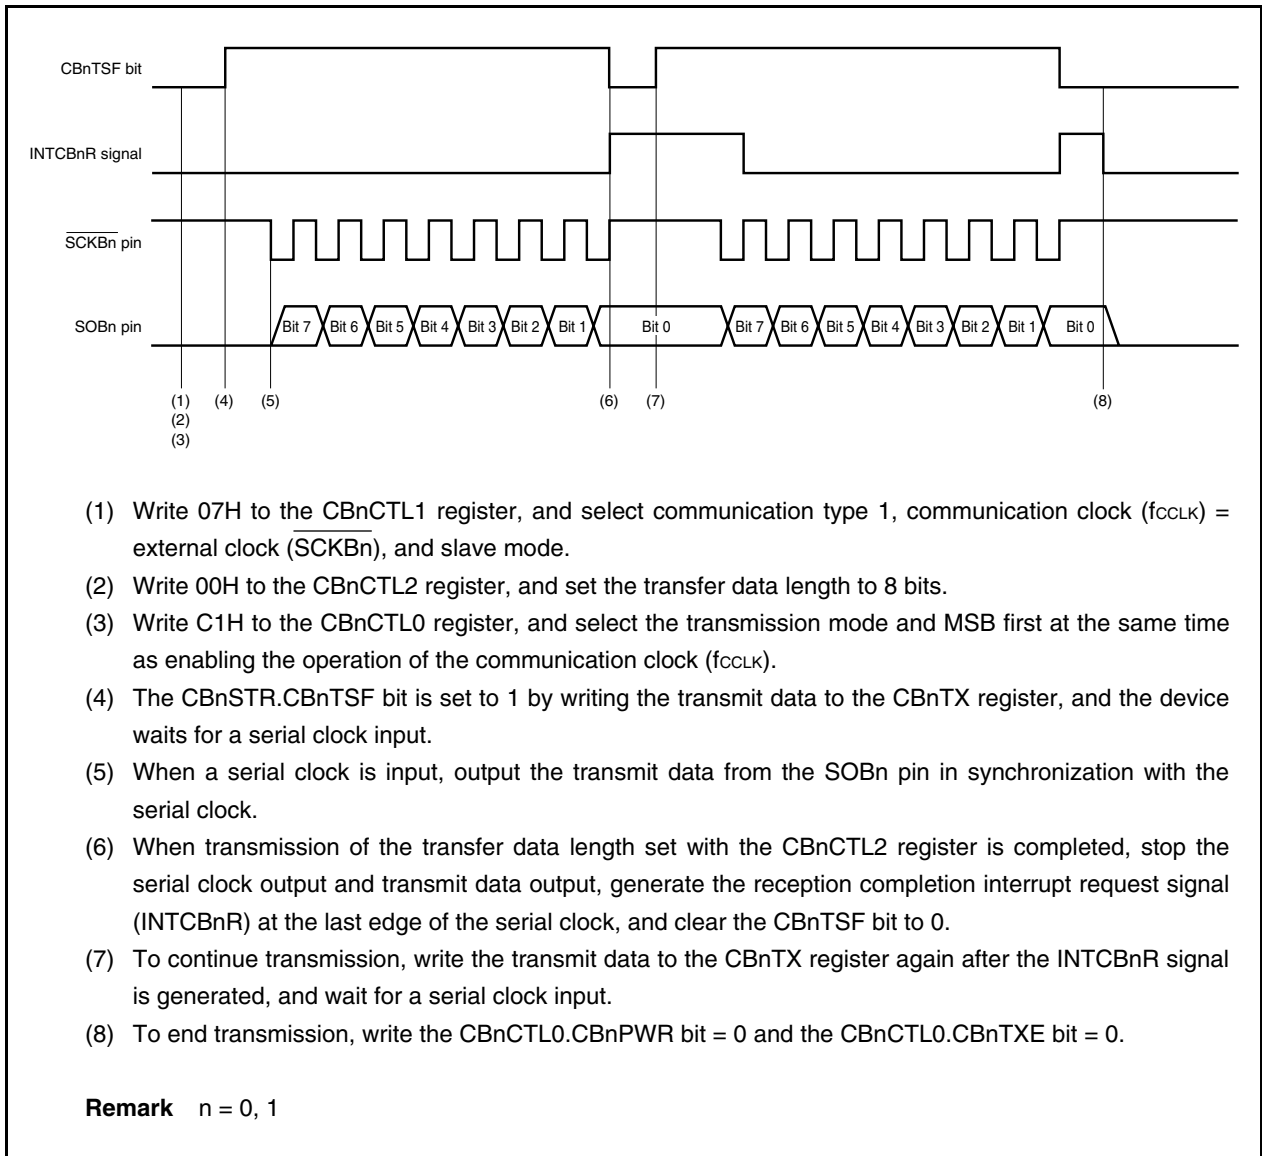 CBnTSF bit
INTCBnR signal
SCKBn pin
SOBn pin
Bit 7 Bit 6 Bit 5 Bit 4 Bit 3 Bit 2 Bit 1 Bit 0 Bit 7 Bit 6 Bit 5 Bit 4 Bit 3 Bit 2 Bit 1 Bit 0
(1) (4) (5) (6) (7) (8)
(2)
(3)
(1) Write 07H to the CBnCTL1 register, and select communication type 1, communication clock (fCCLK) =
external clock (SCKBn), and slave mode.
(2) Write 00H to the CBnCTL2 register, and set the transfer data length to 8 bits.
(3) Write C1H to the CBnCTL0 register, and select the transmission mode and MSB first at the same time
as enabling the operation of the communication clock (fCCLK).
(4) The CBnSTR.CBnTSF bit is set to 1 by writing the transmit data to the CBnTX register, and the device
waits for a serial clock input.
(5) When a serial clock is input, output the transmit data from the SOBn pin in synchronization with the
serial clock.
(6) When transmission of the transfer data length set with the CBnCTL2 register is completed, stop the
serial clock output and transmit data output, generate the reception completion interrupt request signal
(INTCBnR) at the last edge of the serial clock, and clear the CBnTSF bit to 0.
(7) To continue transmission, write the transmit data to the CBnTX register again after the INTCBnR signal
is generated, and wait for a serial clock input.
(8) To end transmission, write the CBnCTL0.CBnPWR bit = 0 and the CBnCTL0.CBnTXE bit = 0.
Remark n = 0, 1